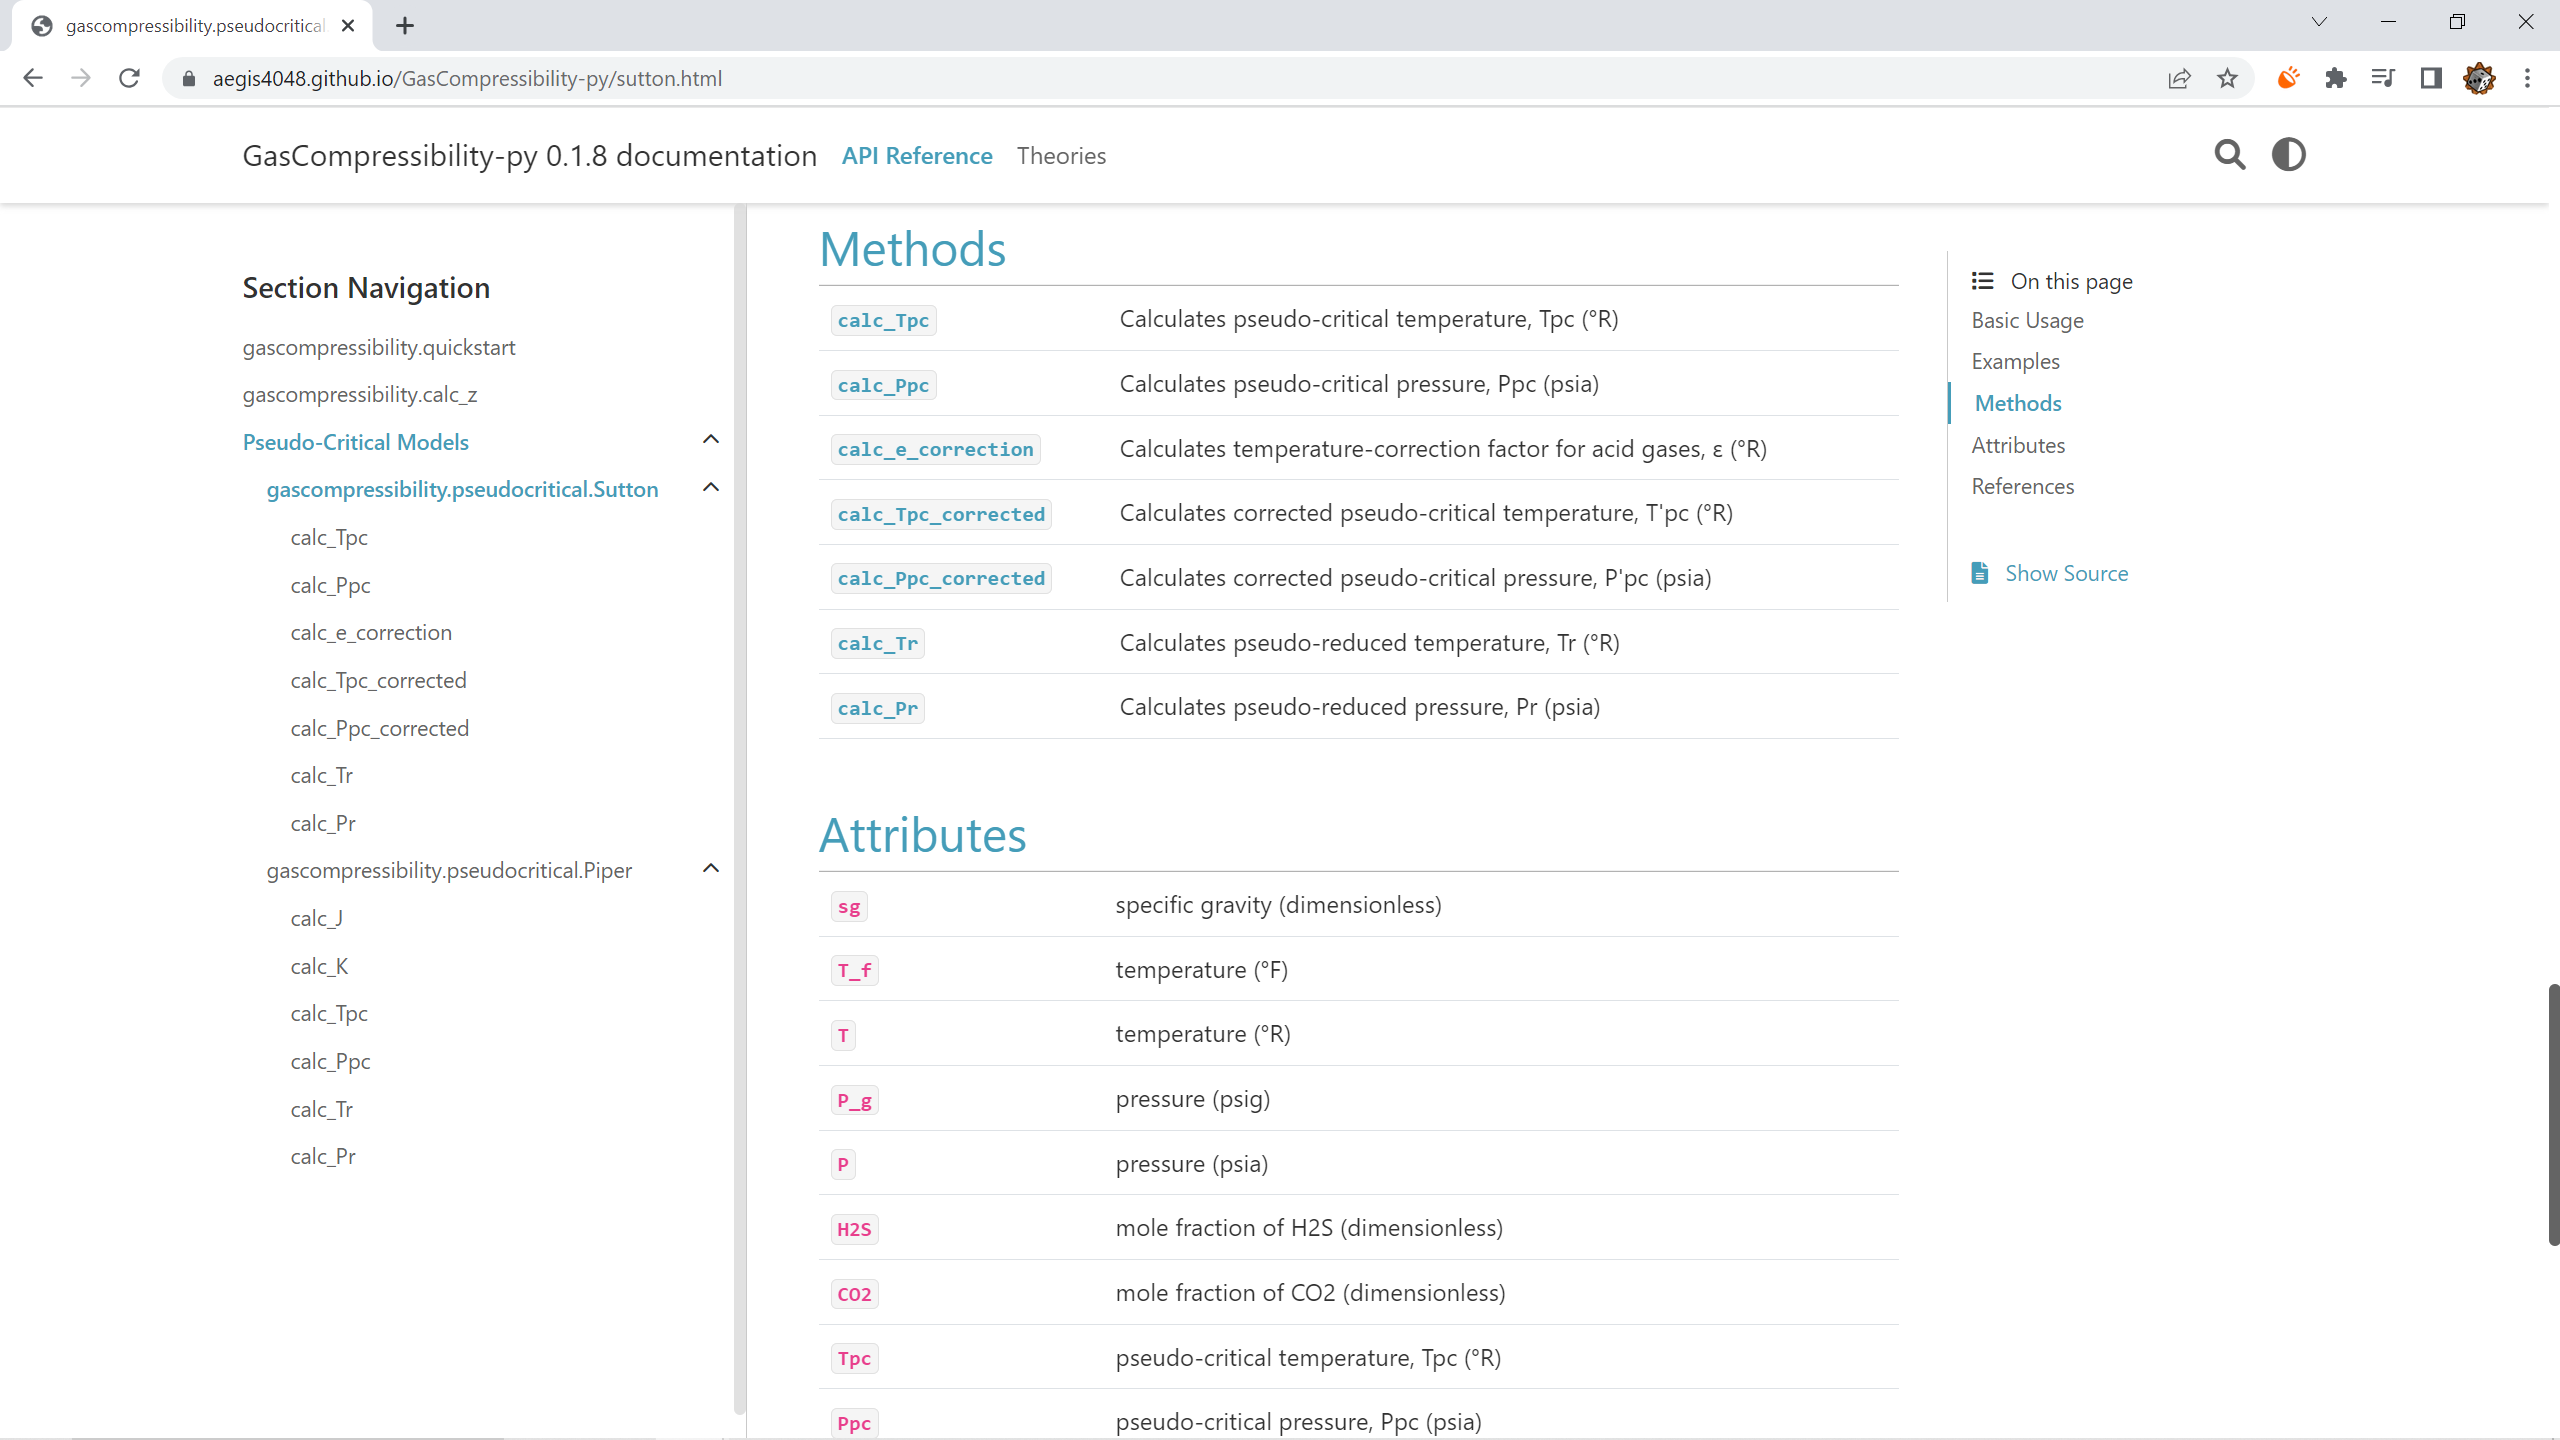 gascompressibility.pseudocritical.
aegis4048.github.io/GasCompressibility-py/sutton.html
GasCompressibility-py 0.1.8 documentation API Reference Theories
Section Navigation
gascompressibility.quickstart
gascompressibility.calc_z
Pseudo-Critical Models
gascompressibility.pseudocritical.Sutton
calc_Tpc
calc_Ppc
calc_e_correction
calc_Tpc_corrected
calc_Ppc_corrected
calc_Tr
calc_Pr
gascompressibility.pseudocritical.Piper
calc_J
calc_K
calc_Tpc
calc_Ppc
calc_Tr
calc_Pr
Methods
calc_Tpc Calculates pseudo-critical temperature, Tpc (°R)
calc_Ppc Calculates pseudo-critical pressure, Ppc (psia)
calc_e_correction Calculates temperature-correction factor for acid gases, ε (°R)
calc_Tpc_corrected Calculates corrected pseudo-critical temperature, T'pc (°R)
calc_Ppc_corrected Calculates corrected pseudo-critical pressure, P'pc (psia)
calc_Tr Calculates pseudo-reduced temperature, Tr (°R)
calc_Pr Calculates pseudo-reduced pressure, Pr (psia)
Attributes
sg specific gravity (dimensionless)
T_f temperature (°F)
T temperature (°R)
P_g pressure (psig)
P pressure (psia)
H2S mole fraction of H2S (dimensionless)
CO2 mole fraction of CO2 (dimensionless)
Tpc pseudo-critical temperature, Tpc (°R)
Ppc pseudo-critical pressure, Ppc (psia)
On this page
Basic Usage
Examples
Methods
Attributes
References
Show Source